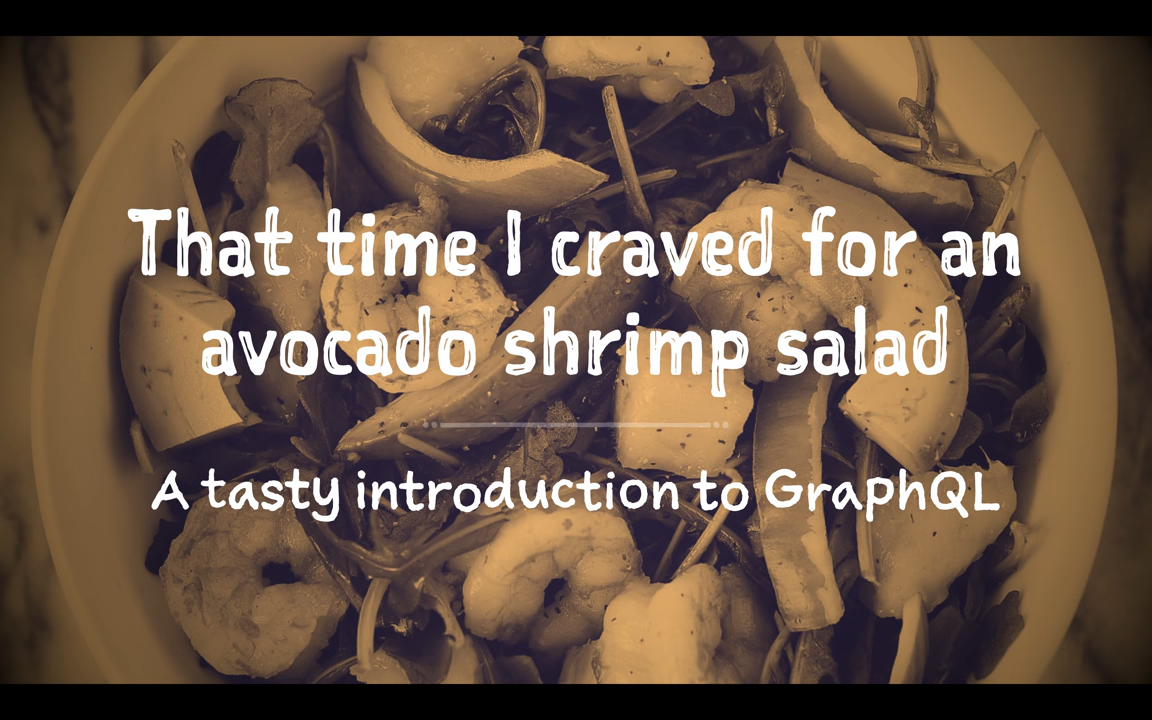 That time I craved for an
avocado shrimp salad
A tasty introduction to GraphQL